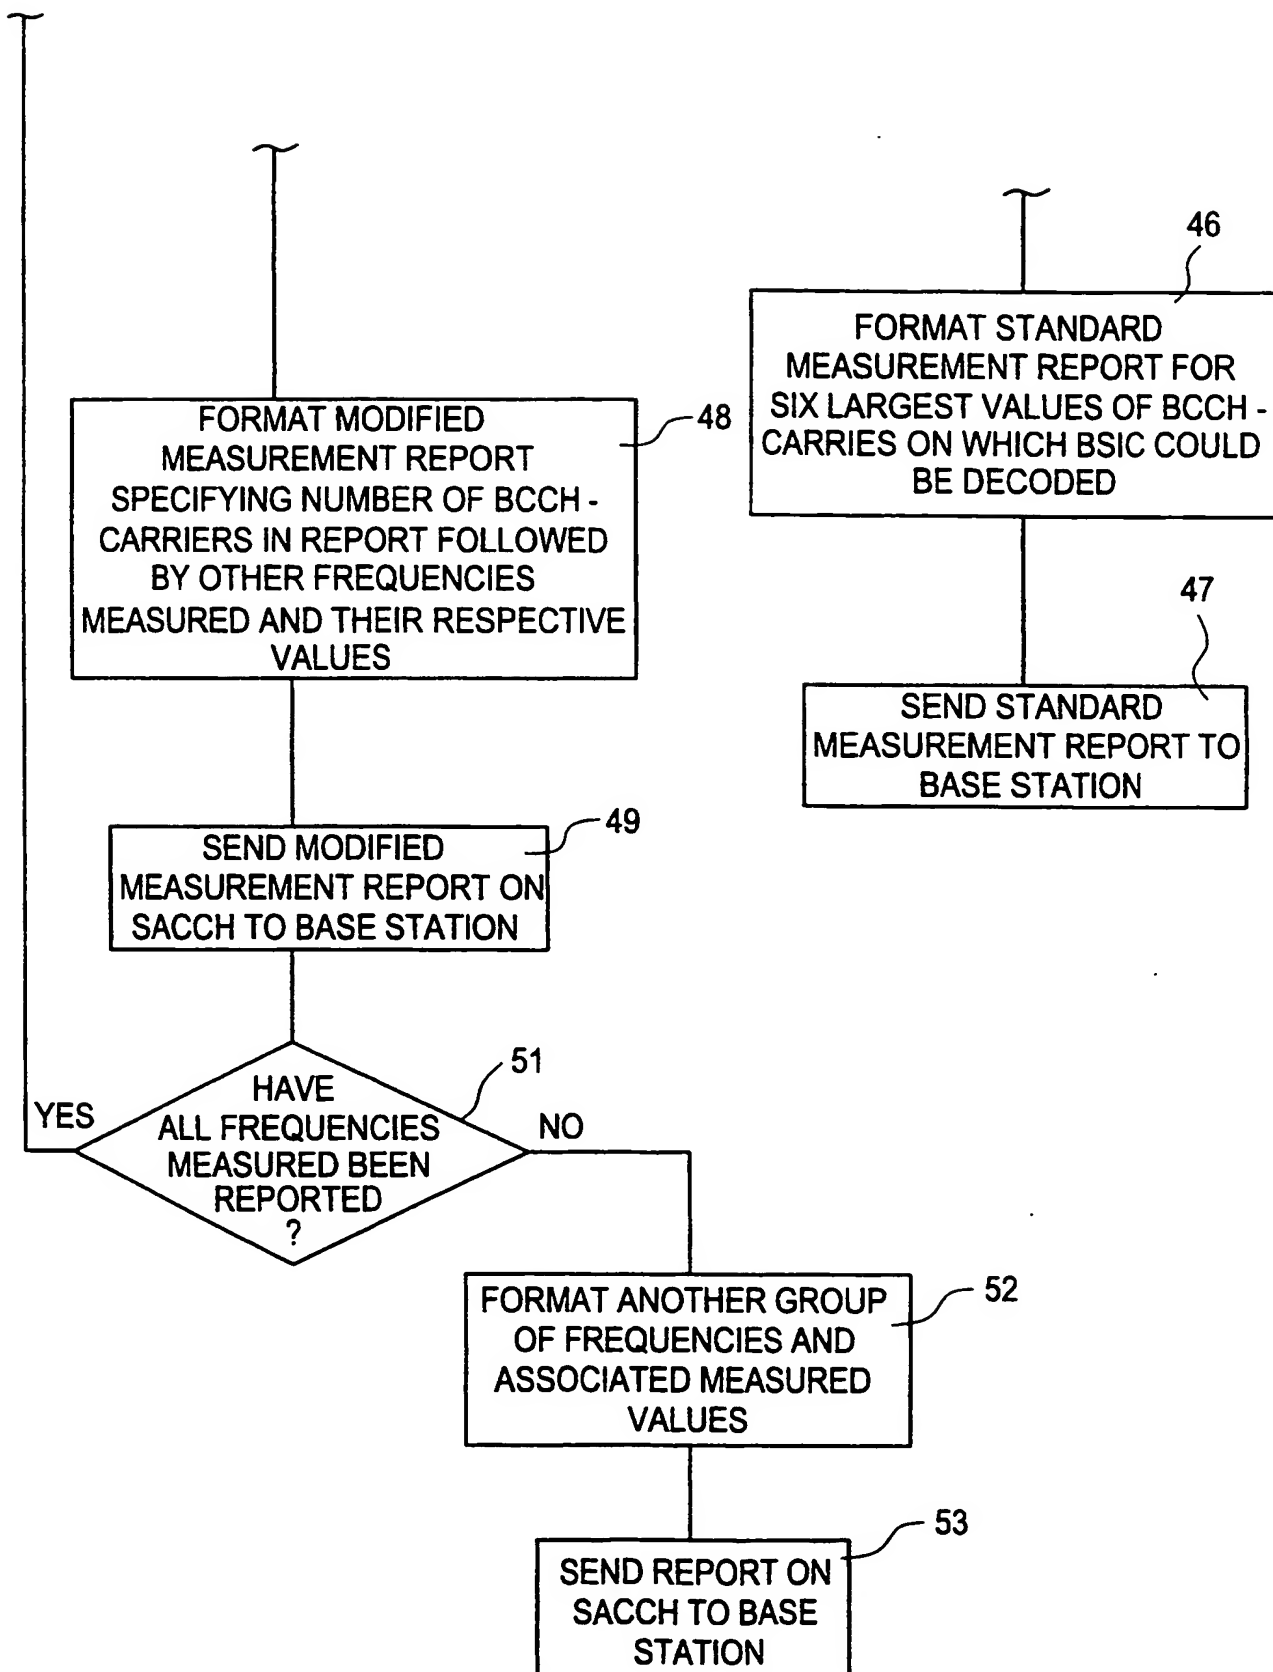 46
FORMAT STANDARD
MEASUREMENT REPORT FOR
SIX LARGEST VALUES OF BCCH -
CARRIES ON WHICH BSIC COULD
BE DECODED
48
FORMAT MODIFIED
MEASUREMENT REPORT
SPECIFYING NUMBER OF BCCH -
CARRIERS IN REPORT FOLLOWED
BY OTHER FREQUENCIES
MEASURED AND THEIR RESPECTIVE
VALUES
47
SEND STANDARD
MEASUREMENT REPORT TO
BASE STATION
49
SEND MODIFIED
MEASUREMENT REPORT ON
SACCH TO BASE STATION
51
HAVE
ALL FREQUENCIES
MEASURED BEEN
REPORTED
?
YES
NO
52
FORMAT ANOTHER GROUP
OF FREQUENCIES AND
ASSOCIATED MEASURED
VALUES
53
SEND REPORT ON
SACCH TO BASE
STATION